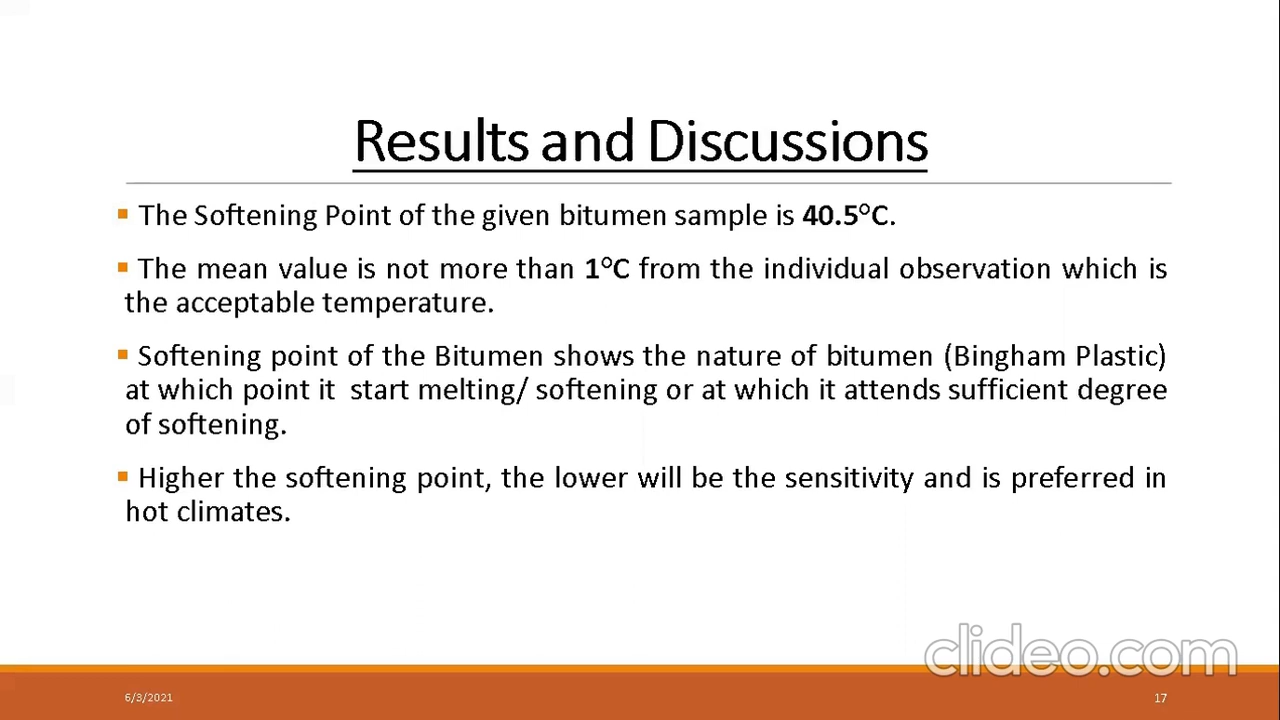 Results and Discussions
▪ The Softening Point of the given bitumen sample is 40.5°C.
▪ The mean value is not more than 1°C from the individual observation which is
the acceptable temperature.
▪ Softening point of the Bitumen shows the nature of bitumen (Bingham Plastic)
at which point it start melting/ softening or at which it attends sufficient degree
of softening.
▪ Higher the softening point, the lower will be the sensitivity and is preferred in
hot climates.
clideo.com
6/3/2021
17